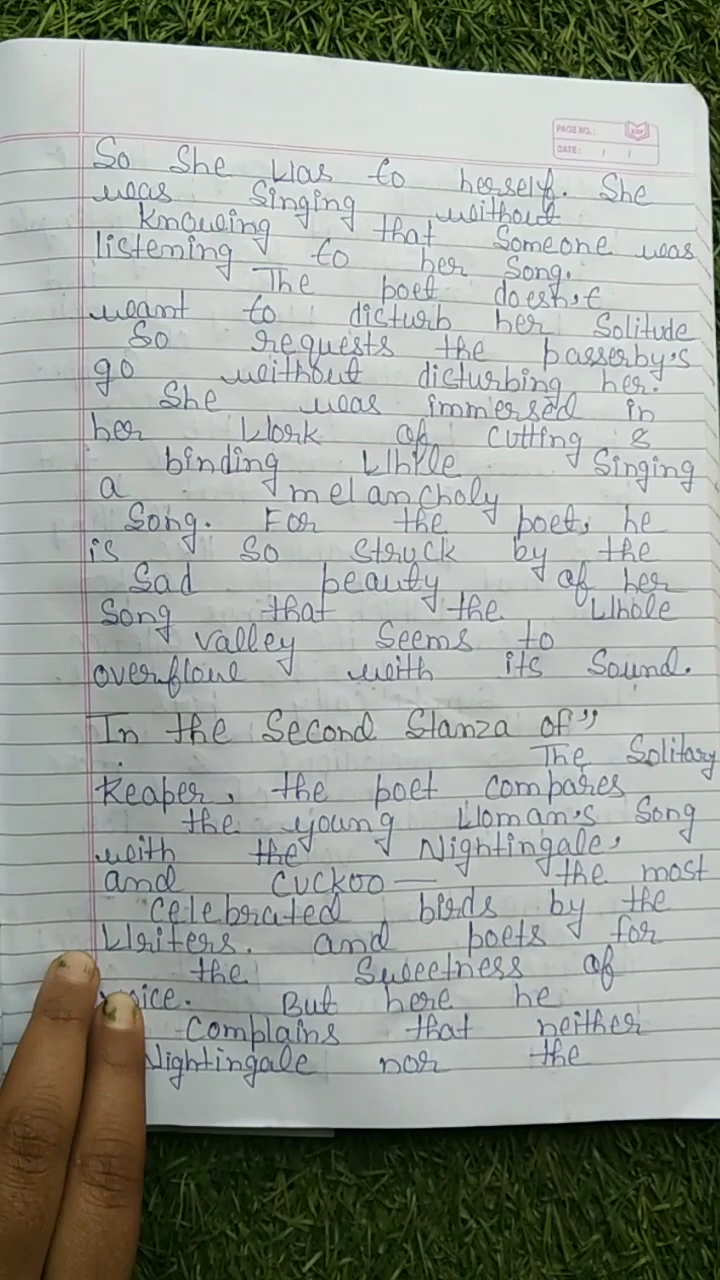 PAGE NO.:
DATE: / /
So She was to herself. She
was Singing without
knowing that Someone was
listening to her Song.
The poet doesn't
want to disturb her Solitude
So requests the passerby's
go without disturbing her.
She was immersed in
her work of cutting &
binding while Singing
a melancholy
Song. For the poet, he
is so struck by the
Sad beauty of her
Song that the whole
valley Seems to
overflow with its Sound.
In the Second Stanza of"
The Solitary
Reaper, the poet compares
the young woman's Song
with the Nightingale,
and cuckoo— the most
celebrated birds by the
writers. and poets for
the Sweetness of
voice. But here he
Complains that neither
Nightingale nor the